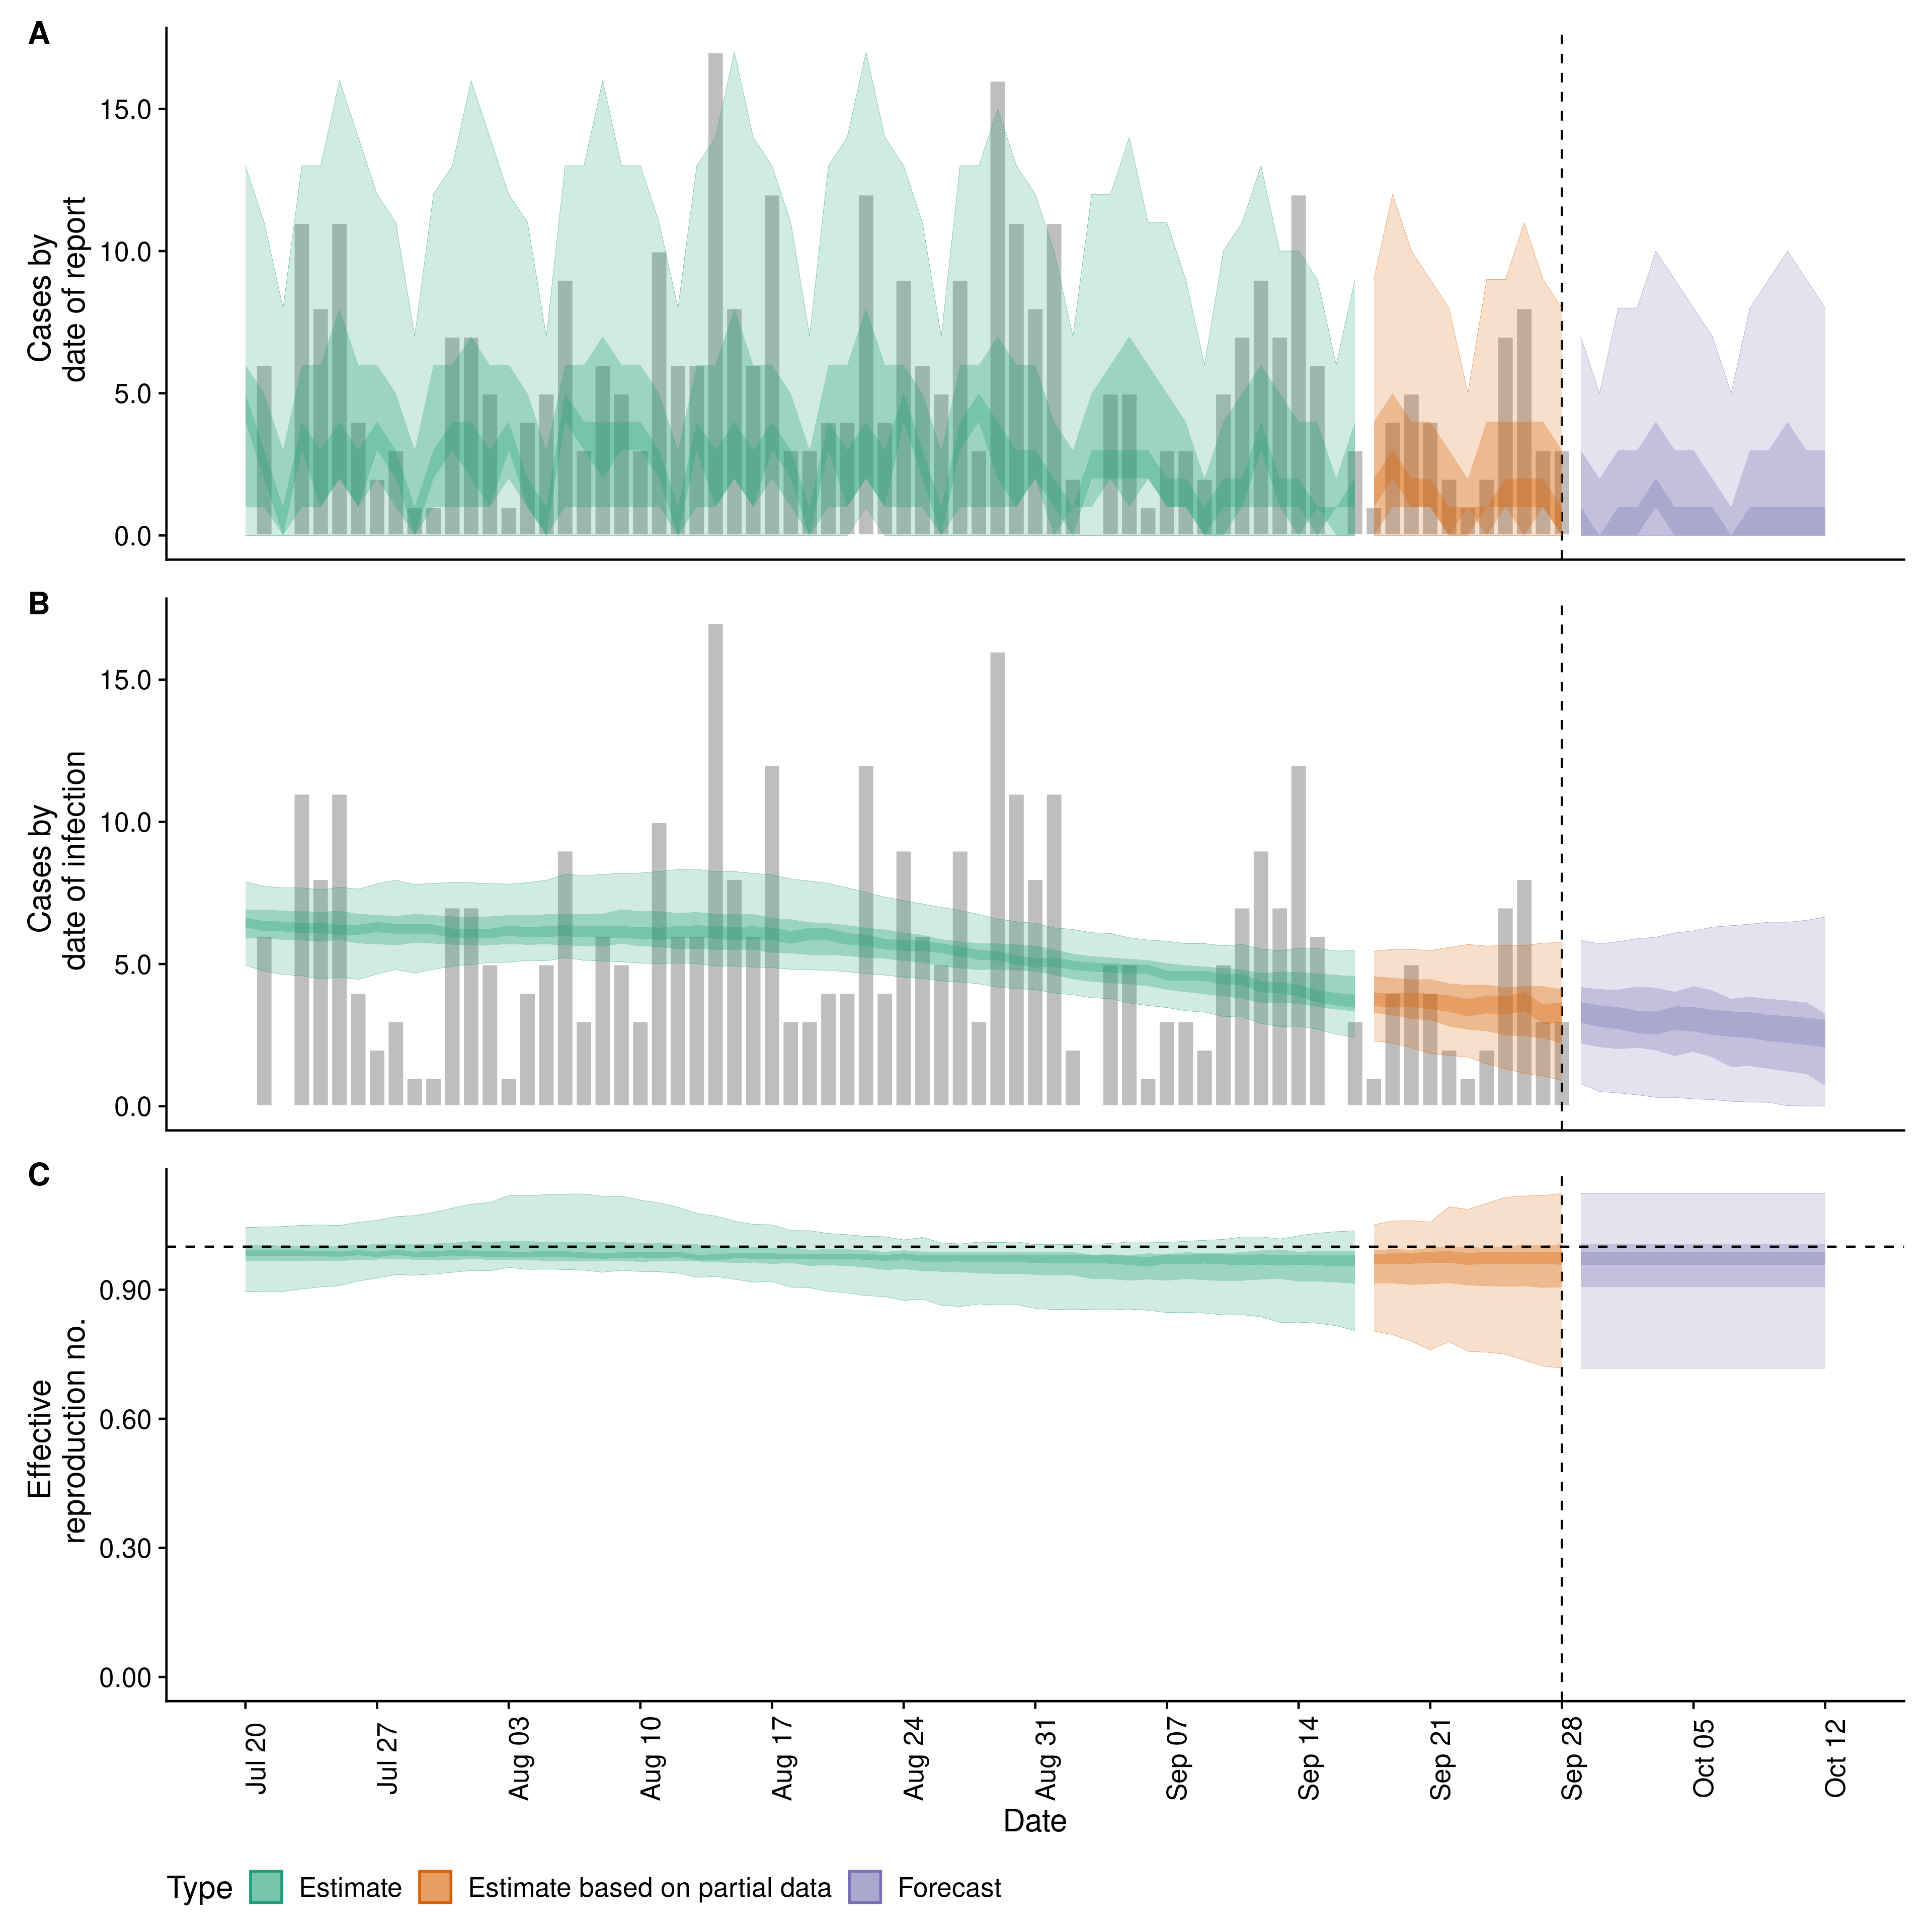 A
15.0
10.0
5.0
0.0
Cases by
date of report
B
15.0
10.0
5.0
0.0
Cases by
date of infection
C
0.90
0.60
0.30
0.00
Effective
reproduction no.
Jul 20
Jul 27
Aug 03
Aug 10
Aug 17
Aug 24
Aug 31
Sep 07
Sep 14
Sep 21
Sep 28
Oct 05
Oct 12
Date
Type Estimate Estimate based on partial data Forecast